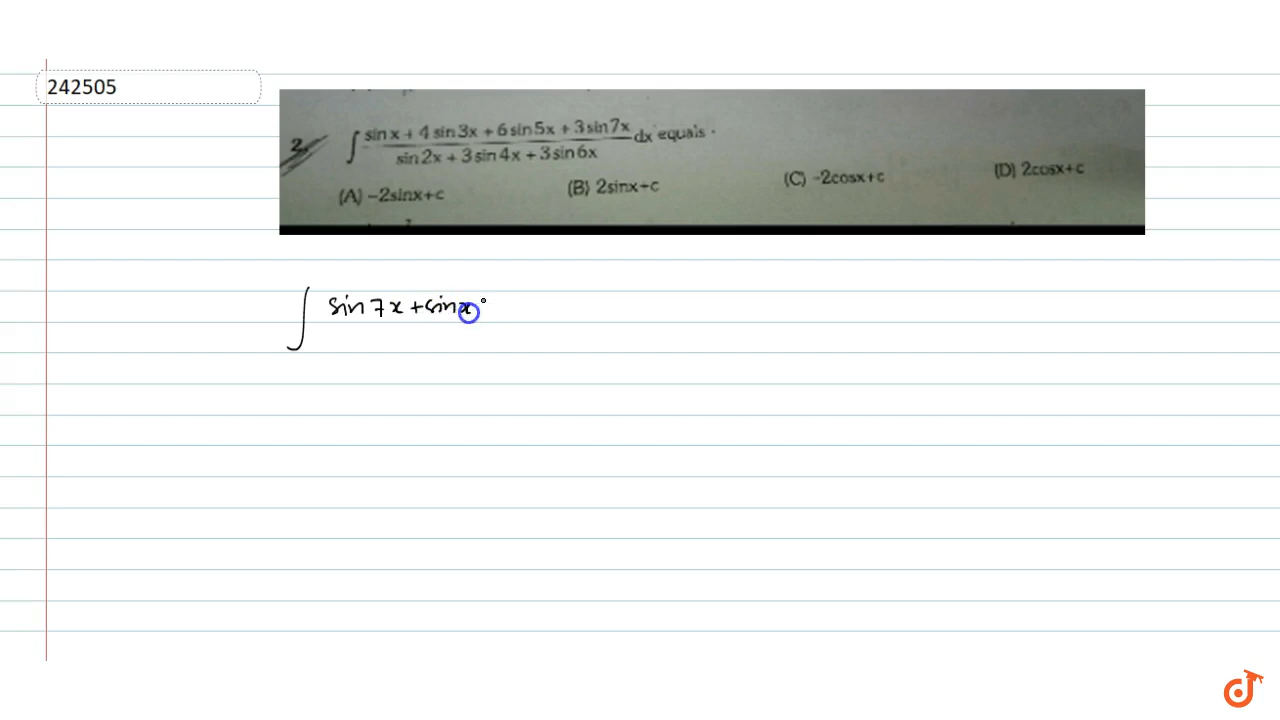 242505
2. ∫ sin x + 4 sin 3x + 6 sin 5x + 3 sin 7x / sin 2x + 3 sin 4x + 3 sin 6x dx equals
(A) -2sinx+c (B) 2sinx+c (C) -2cosx+c (D) 2cosx+c
∫ sin 7x + sin x